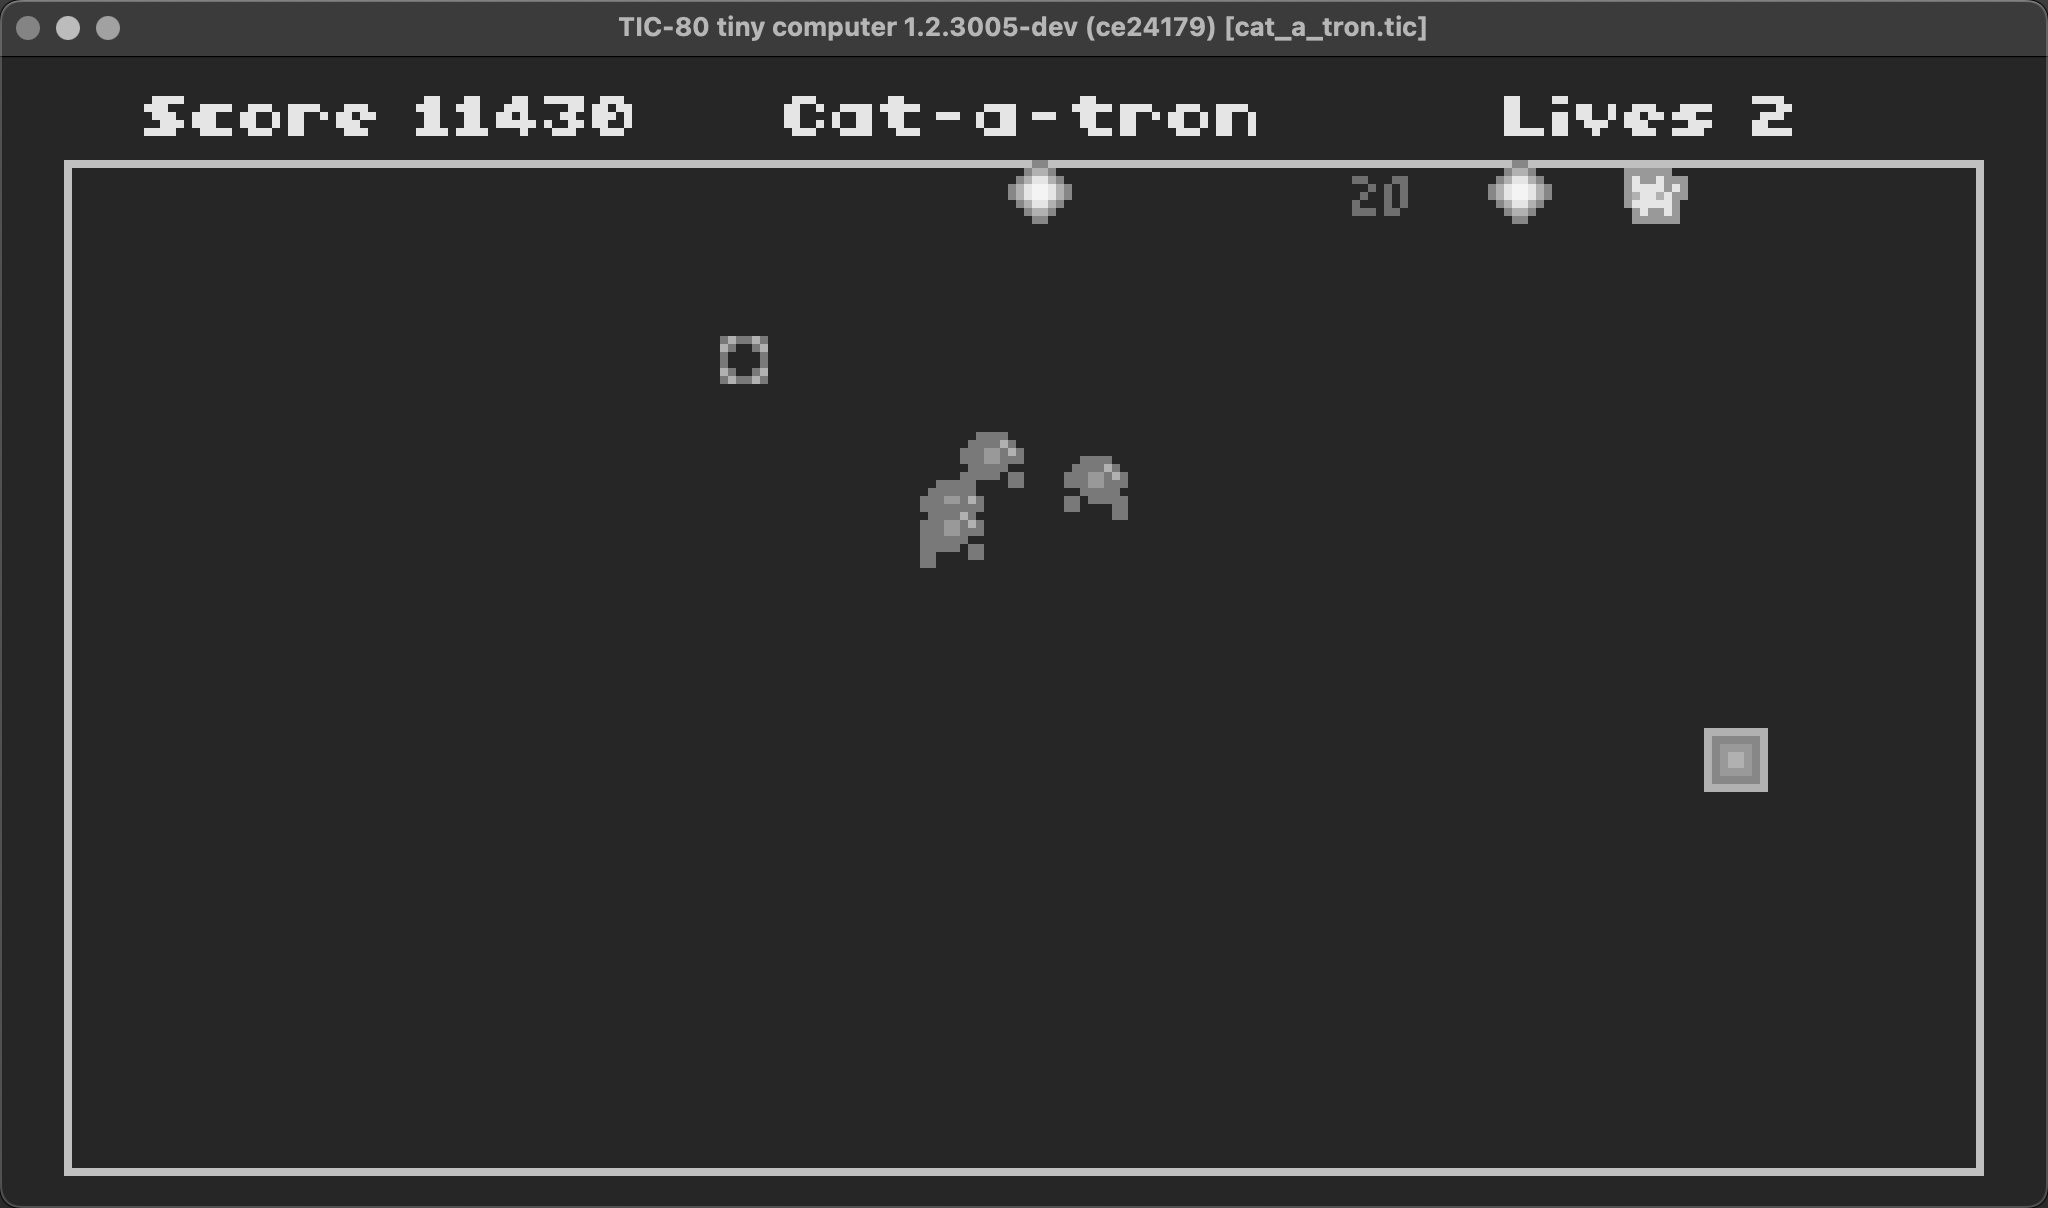 TIC-80 tiny computer 1.2.3005-dev (ce24179) [cat_a_tron.tic]
Score 11430 Cat-a-tron Lives 2
20